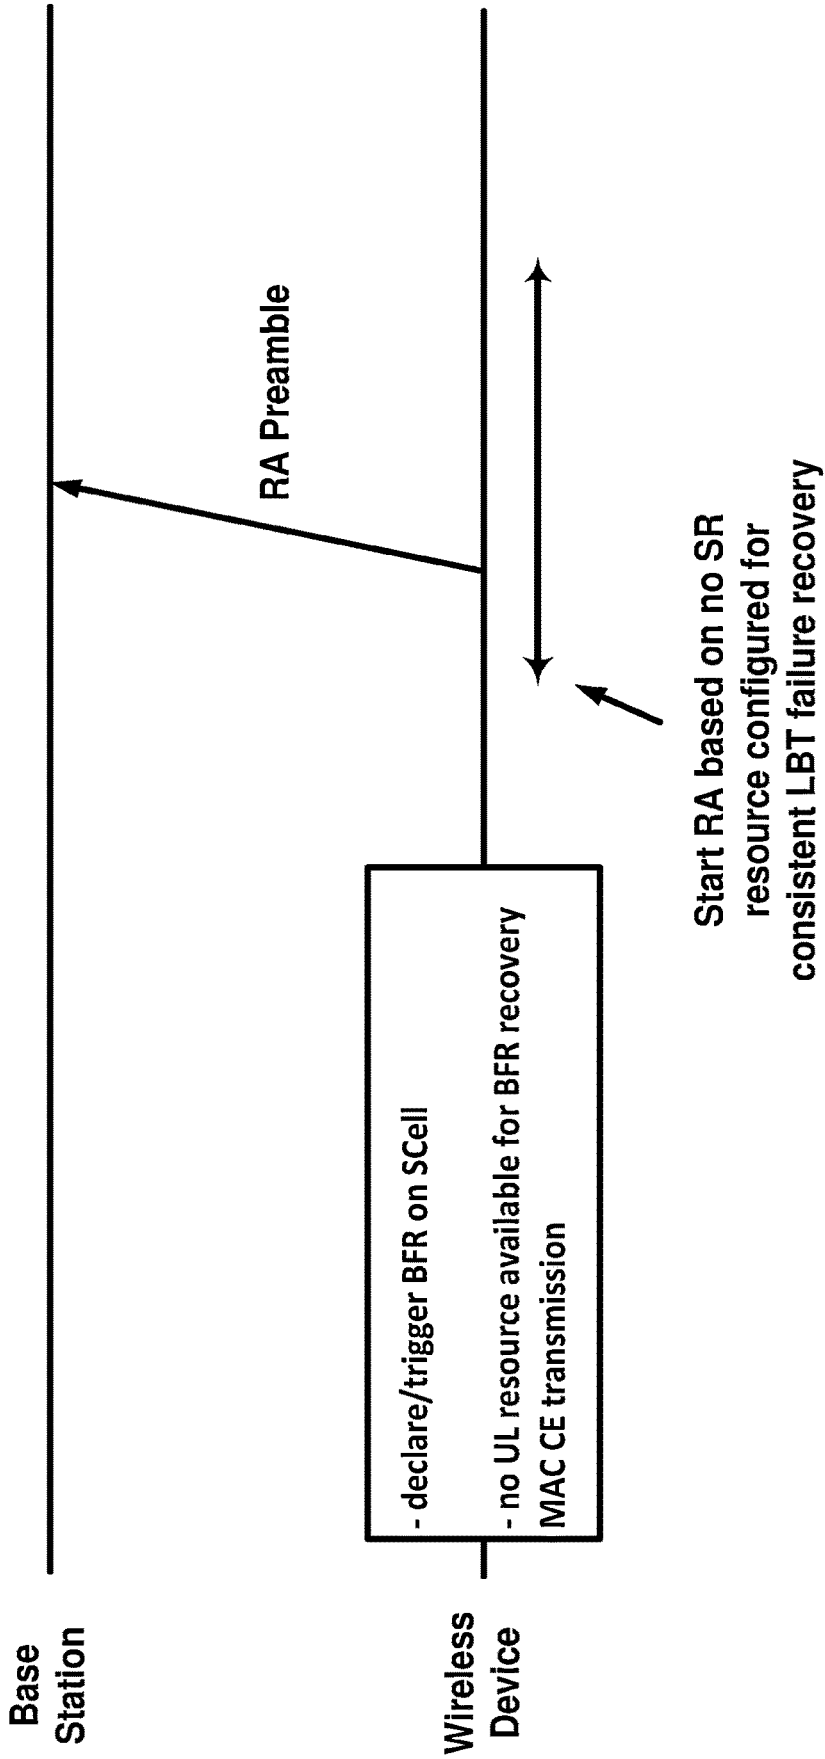 Base
Station
RA Preamble
Wireless
Device
- declare/trigger BFR on SCell
- no UL resource available for BFR recovery
MAC CE transmission
Start RA based on no SR
resource configured for
consistent LBT failure recovery